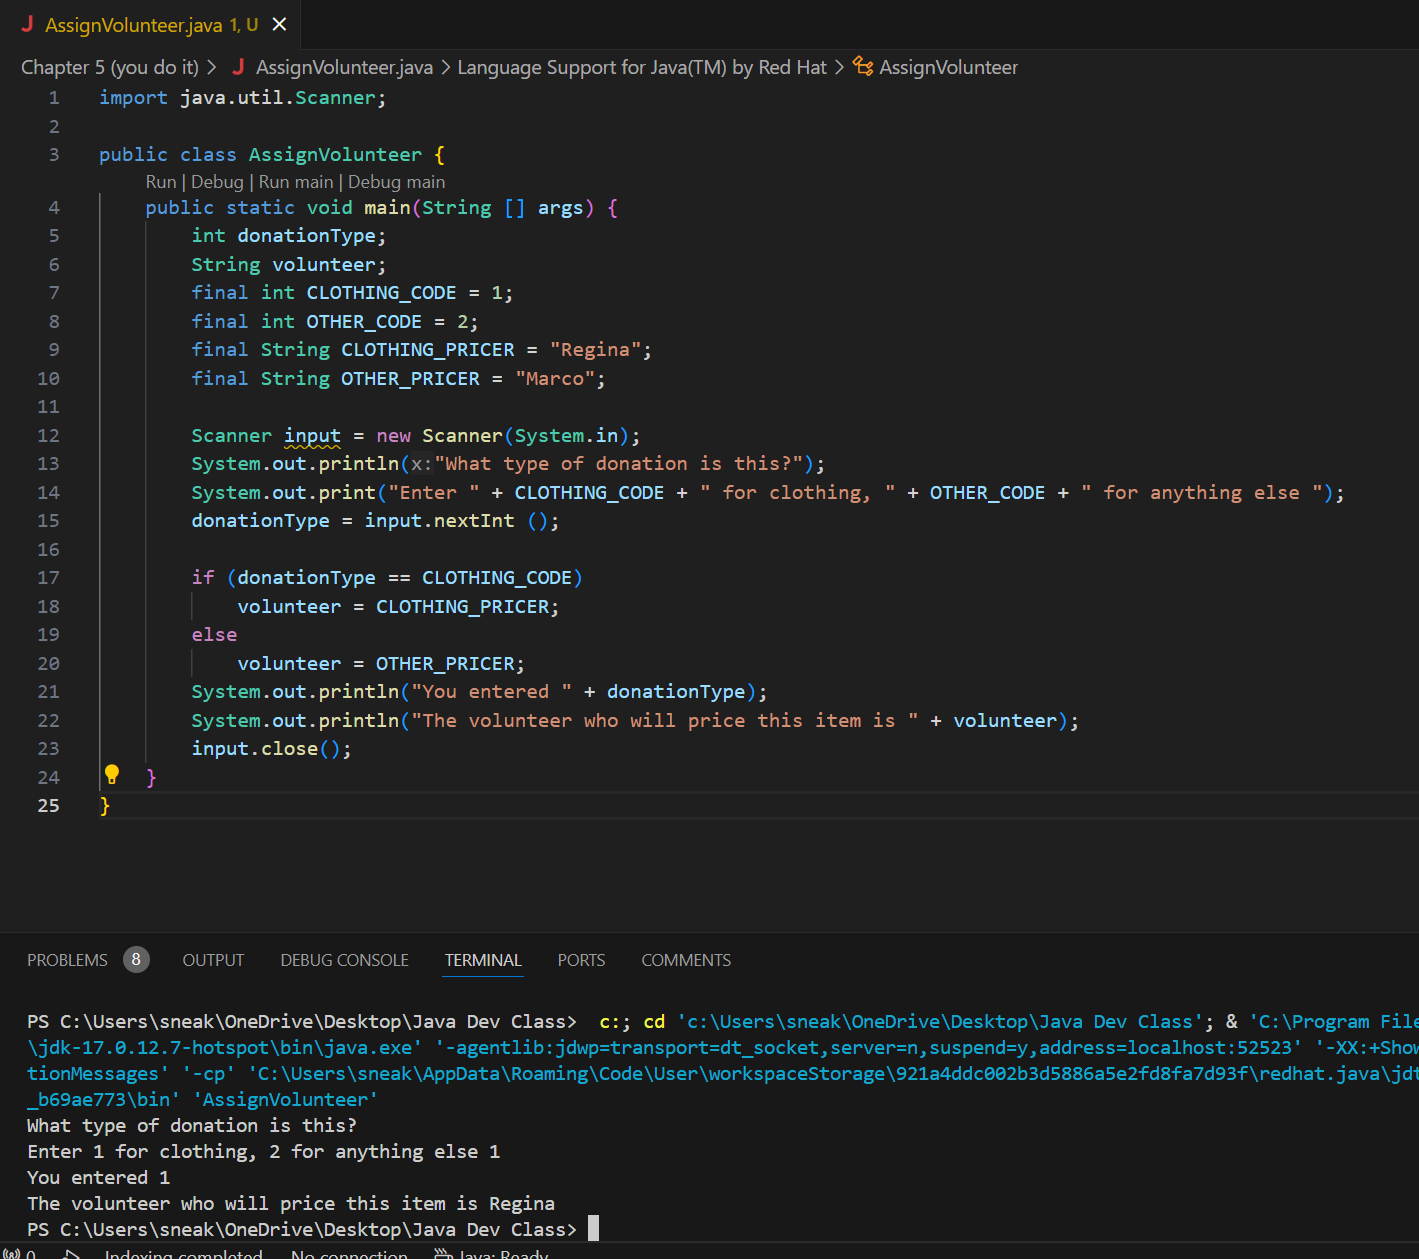 J AssignVolunteer.java 1, U ×
Chapter 5 (you do it) > J AssignVolunteer.java > Language Support for Java(TM) by Red Hat > AssignVolunteer
1 import java.util.Scanner;
2
3 public class AssignVolunteer {
Run | Debug | Run main | Debug main
4 public static void main(String [] args) {
5 int donationType;
6 String volunteer;
7 final int CLOTHING_CODE = 1;
8 final int OTHER_CODE = 2;
9 final String CLOTHING_PRICER = "Regina";
10 final String OTHER_PRICER = "Marco";
11
12 Scanner input = new Scanner(System.in);
13 System.out.println(x:"What type of donation is this?");
14 System.out.print("Enter " + CLOTHING_CODE + " for clothing, " + OTHER_CODE + " for anything else ");
15 donationType = input.nextInt ();
16
17 if (donationType == CLOTHING_CODE)
18 volunteer = CLOTHING_PRICER;
19 else
20 volunteer = OTHER_PRICER;
21 System.out.println("You entered " + donationType);
22 System.out.println("The volunteer who will price this item is " + volunteer);
23 input.close();
24 }
25 }
PROBLEMS 8 OUTPUT DEBUG CONSOLE TERMINAL PORTS COMMENTS
PS C:\Users\sneak\OneDrive\Desktop\Java Dev Class> c:; cd 'c:\Users\sneak\OneDrive\Desktop\Java Dev Class'; & 'C:\Program File
\jdk-17.0.12.7-hotspot\bin\java.exe' '-agentlib:jdwp=transport=dt_socket,server=n,suspend=y,address=localhost:52523' '-XX:+Show
tionMessages' '-cp' 'C:\Users\sneak\AppData\Roaming\Code\User\workspaceStorage\921a4ddc002b3d5886a5e2fd8fa7d93f\redhat.java\jdt
_b69ae773\bin' 'AssignVolunteer'
What type of donation is this?
Enter 1 for clothing, 2 for anything else 1
You entered 1
The volunteer who will price this item is Regina
PS C:\Users\sneak\OneDrive\Desktop\Java Dev Class>
0 Indexing completed No connection Java: Ready